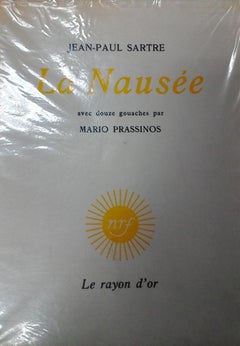 JEAN-PAUL SARTRE
La Nausée
avec douze gouaches par
MARIO PRASSINOS
nrf
Le rayon d'or